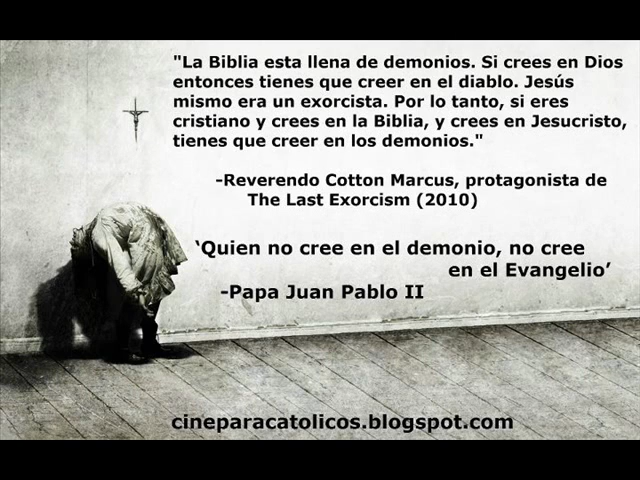 "La Biblia esta llena de demonios. Si crees en Dios
entonces tienes que creer en el diablo. Jesús
mismo era un exorcista. Por lo tanto, si eres
cristiano y crees en la Biblia, y crees en Jesucristo,
tienes que creer en los demonios."
-Reverendo Cotton Marcus, protagonista de
The Last Exorcism (2010)
‘Quien no cree en el demonio, no cree
en el Evangelio’
-Papa Juan Pablo II
cineparacatolicos.blogspot.com